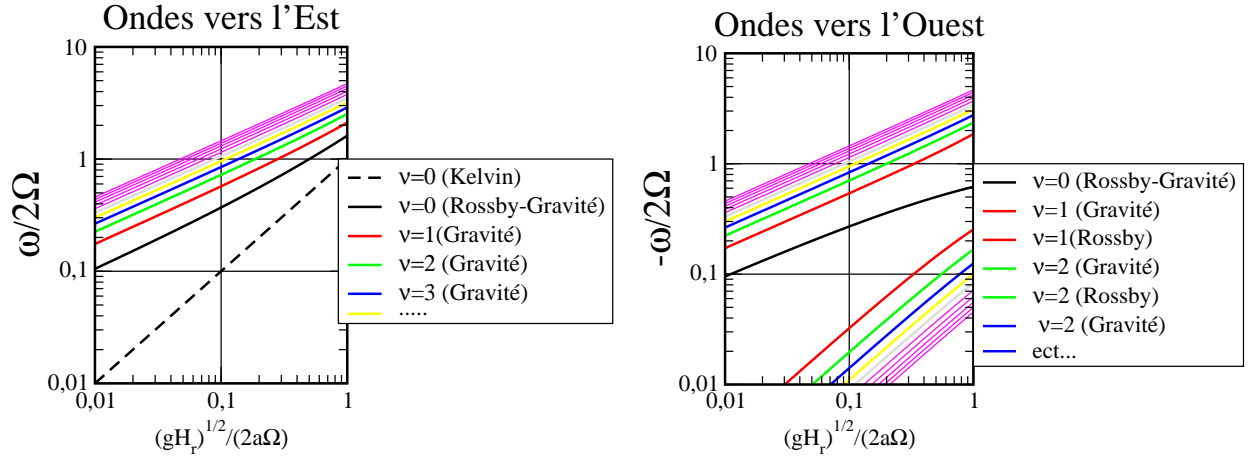 Ondes vers l'Est
10
1
0,1
0,01
ω/2Ω
0,01
0,1
1
(gHr)^1/2/(2aΩ)
ν=0 (Kelvin)
ν=0 (Rossby-Gravité)
ν=1(Gravité)
ν=2 (Gravité)
ν=3 (Gravité)
.....
Ondes vers l'Ouest
10
1
0,1
0,01
-ω/2Ω
0,01
0,1
1
(gHr)^1/2/(2aΩ)
ν=0 (Rossby-Gravité)
ν=1 (Gravité)
ν=1(Rossby)
ν=2 (Gravité)
ν=2 (Rossby)
ν=2 (Gravité)
ect...